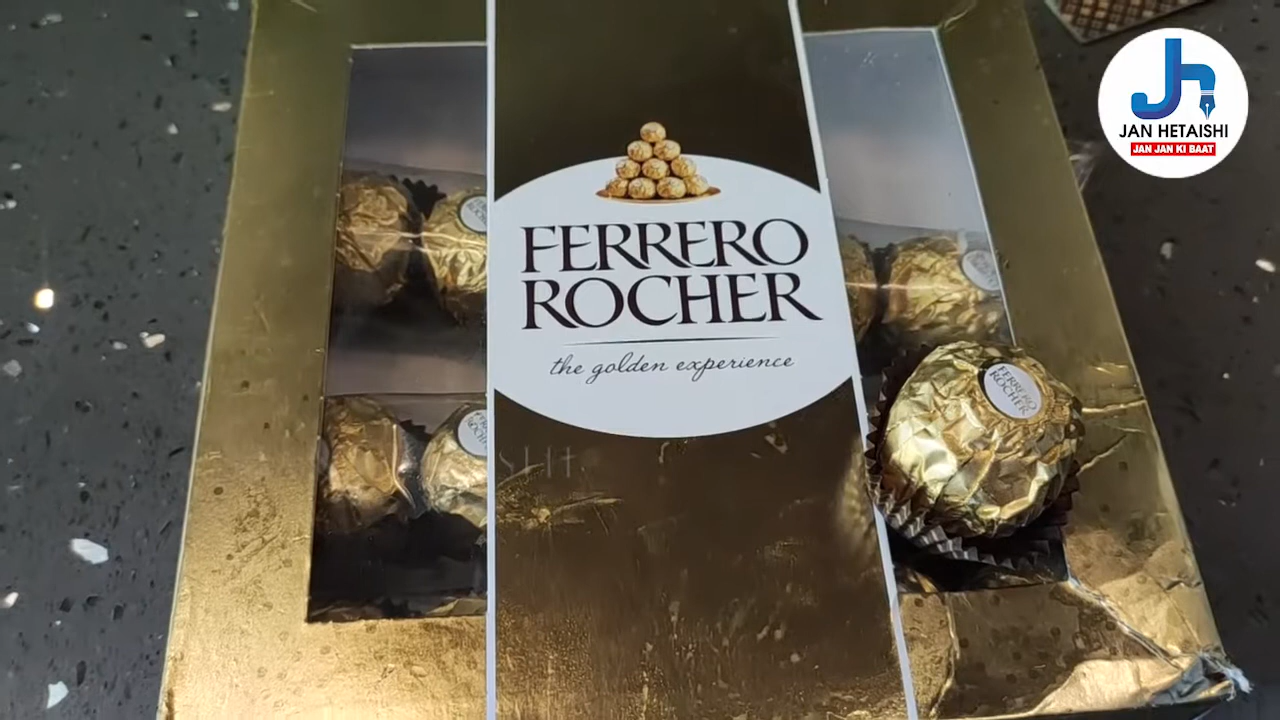 JAN HETAISHI
JAN JAN KI BAAT
FERRERO
ROCHER
the golden experience
FERRERO
ROCHER